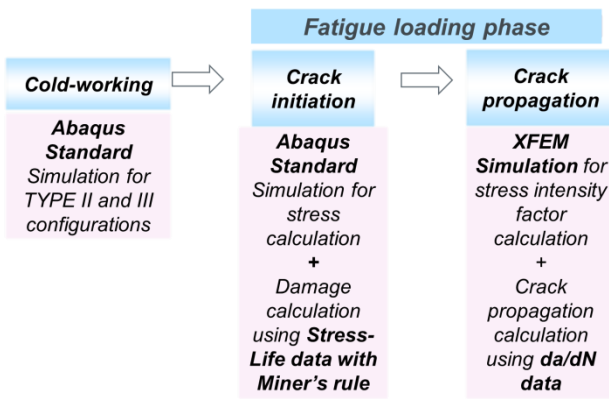 Fatigue loading phase
Cold-working
Crack
initiation
Crack
propagation
Abaqus
Standard
Simulation for
TYPE II and III
configurations
Abaqus
Standard
Simulation for
stress
calculation
+
Damage
calculation
using Stress-
Life data with
Miner's rule
XFEM
Simulation for
stress intensity
factor
calculation
+
Crack
propagation
calculation
using da/dN
data